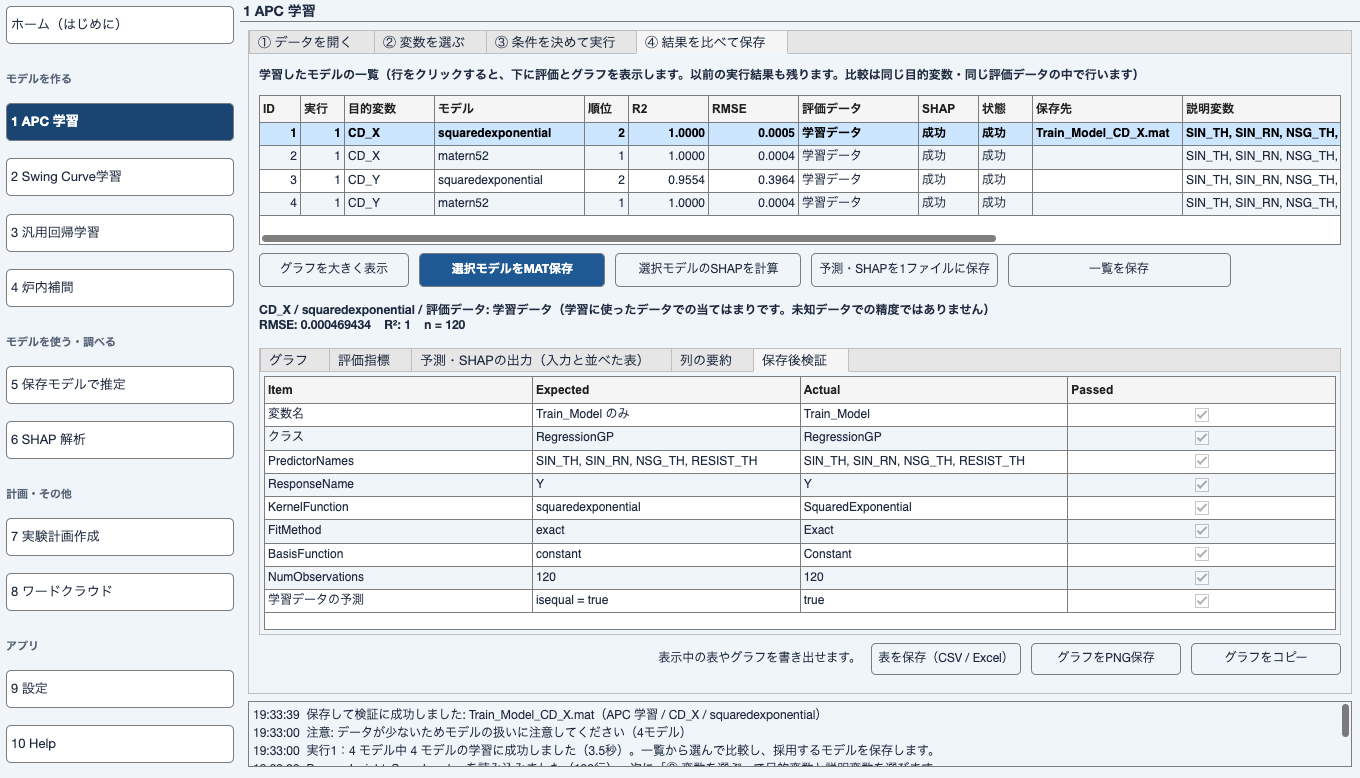 ホーム（はじめに）
モデルを作る
1 APC 学習
2 Swing Curve学習
3 汎用回帰学習
4 炉内補間
モデルを使う・調べる
5 保存モデルで推定
6 SHAP 解析
計画・その他
7 実験計画作成
8 ワードクラウド
アプリ
9 設定
10 Help
1 APC 学習
① データを開く ② 変数を選ぶ ③ 条件を決めて実行 ④ 結果を比べて保存
学習したモデルの一覧（行をクリックすると、下に評価とグラフを表示します。以前の実行結果も残ります。比較は同じ目的変数・同じ評価データの中で行います）
ID 実行 目的変数 モデル 順位 R2 RMSE 評価データ SHAP 状態 保存先 説明変数
1 1 CD_X squaredexponential 2 1.0000 0.0005 学習データ 成功 成功 Train_Model_CD_X.mat SIN_TH, SIN_RN, NSG_TH,
2 1 CD_X matern52 1 1.0000 0.0004 学習データ 成功 成功 SIN_TH, SIN_RN, NSG_TH,
3 1 CD_Y squaredexponential 2 0.9554 0.3964 学習データ 成功 成功 SIN_TH, SIN_RN, NSG_TH,
4 1 CD_Y matern52 1 1.0000 0.0004 学習データ 成功 成功 SIN_TH, SIN_RN, NSG_TH,
グラフを大きく表示 選択モデルをMAT保存 選択モデルのSHAPを計算 予測・SHAPを1ファイルに保存 一覧を保存
CD_X / squaredexponential / 評価データ: 学習データ（学習に使ったデータでの当てはまりです。未知データでの精度ではありません）
RMSE: 0.000469434 R²: 1 n = 120
グラフ 評価指標 予測・SHAPの出力（入力と並べた表） 列の要約 保存後検証
Item Expected Actual Passed
変数名 Train_Model のみ Train_Model
クラス RegressionGP RegressionGP
PredictorNames SIN_TH, SIN_RN, NSG_TH, RESIST_TH SIN_TH, SIN_RN, NSG_TH, RESIST_TH
ResponseName Y Y
KernelFunction squaredexponential SquaredExponential
FitMethod exact Exact
BasisFunction constant Constant
NumObservations 120 120
学習データの予測 isequal = true true
表示中の表やグラフを書き出せます。 表を保存（CSV / Excel） グラフをPNG保存 グラフをコピー
19:33:39 保存して検証に成功しました: Train_Model_CD_X.mat（APC 学習 / CD_X / squaredexponential）
19:33:00 注意: データが少ないためモデルの扱いに注意してください（4モデル）
19:33:00 実行1：4 モデル中 4 モデルの学習に成功しました（3.5秒）。一覧から選んで比較し、採用するモデルを保存します。